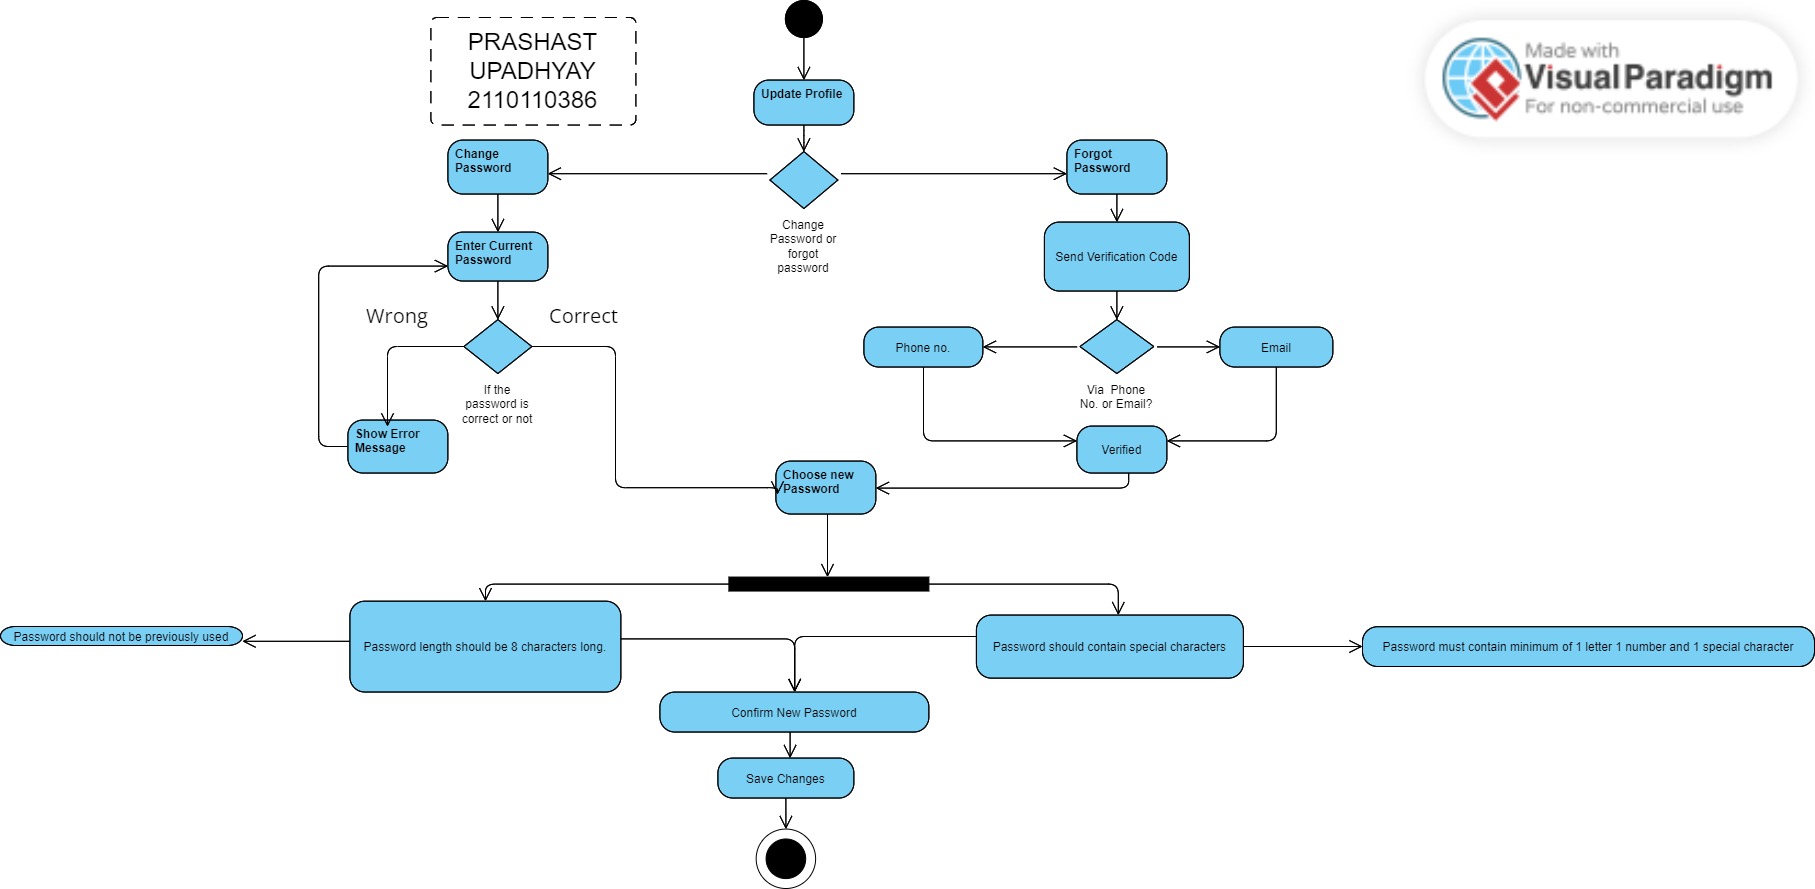 PRASHAST
UPADHYAY
2110110386
Made with
Visual Paradigm
For non-commercial use
Update Profile
Change
Password
Forgot
Password
Change
Password or
forgot
password
Enter Current
Password
Send Verification Code
Wrong
Correct
Phone no.
Email
If the
password is
correct or not
Via Phone
No. or Email?
Show Error
Message
Verified
Choose new
Password
Password should not be previously used
Password length should be 8 characters long.
Password should contain special characters
Password must contain minimum of 1 letter 1 number and 1 special character
Confirm New Password
Save Changes